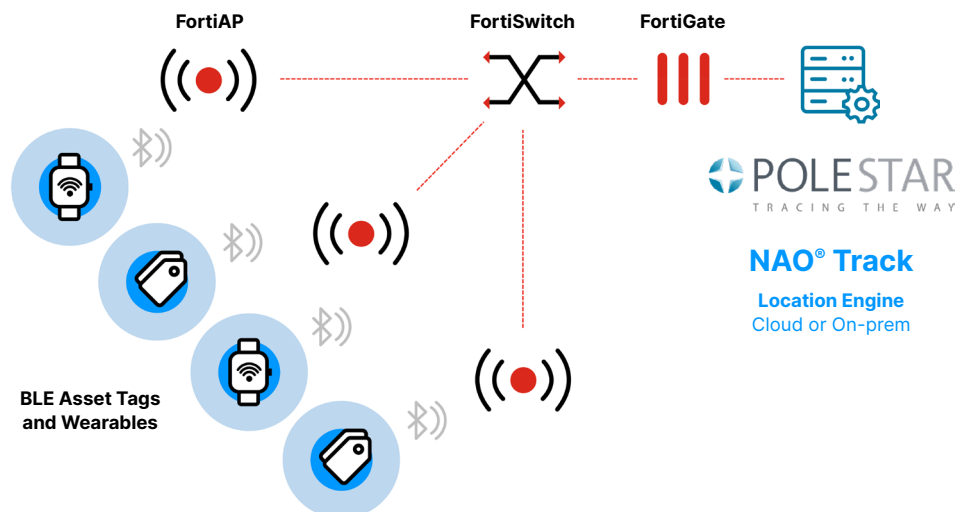 FortiAP
FortiSwitch
FortiGate
POLESTAR
TRACING THE WAY
NAO® Track
Location Engine
Cloud or On-prem
BLE Asset Tags
and Wearables